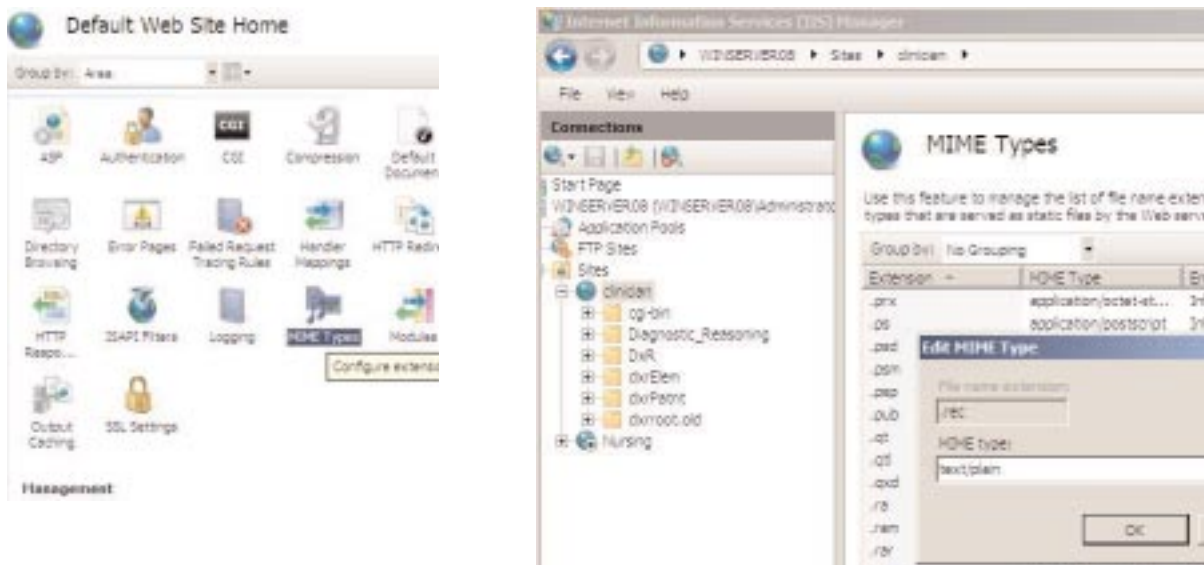 Default Web Site Home
Group by: Area
ASP
Authentication
CGI
CGI
Compression
Default
Documen
Directory
Browsing
Error Pages
Failed Request
Tracing Rules
Handler
Mappings
HTTP Redire
HTTP
Respo...
ISAPI Filters
Logging
MIME Types
Modules
Configure extensio
Output
Caching
SSL Settings
Management
Internet Information Services (IIS) Manager
WINSERVER08
Sites
clinician
File View Help
Connections
Start Page
WINSERVER08 (WINSERVER08\Administrato
Application Pools
FTP Sites
Sites
clinician
cgi-bin
Diagnostic_Reasoning
DxR
dxrElem
dxrPatnt
dxrroot.old
Nursing
MIME Types
Use this feature to manage the list of file name exten
types that are served as static files by the Web serve
Group by: No Grouping
Extension MIME Type En
.prx application/octet-st...
.ps application/postscript
.psd
.psm
.psp
.pub
.qt
.qti
.qxd
.ra
.ram
.rar
Edit MIME Type
File name extension:
.rec
MIME type:
text/plain
OK